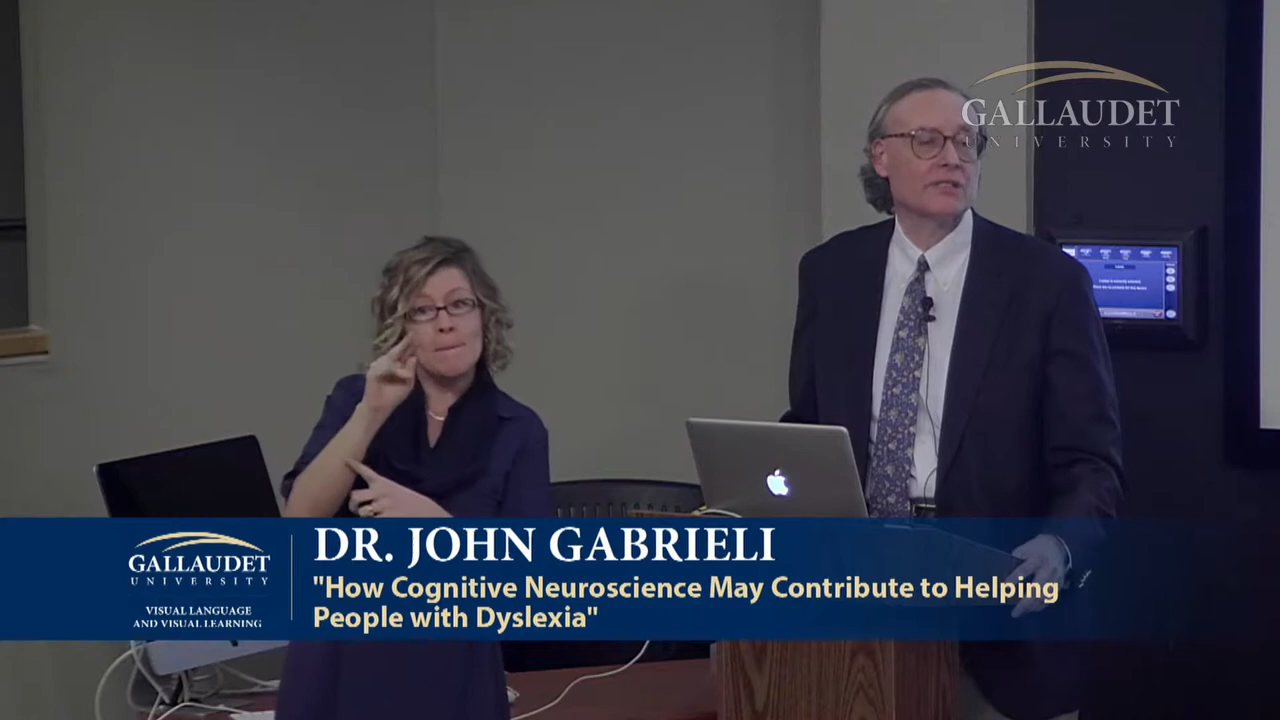 GALLAUDET
UNIVERSITY
GALLAUDET
UNIVERSITY
VISUAL LANGUAGE
AND VISUAL LEARNING
DR. JOHN GABRIELI
"How Cognitive Neuroscience May Contribute to Helping
People with Dyslexia"